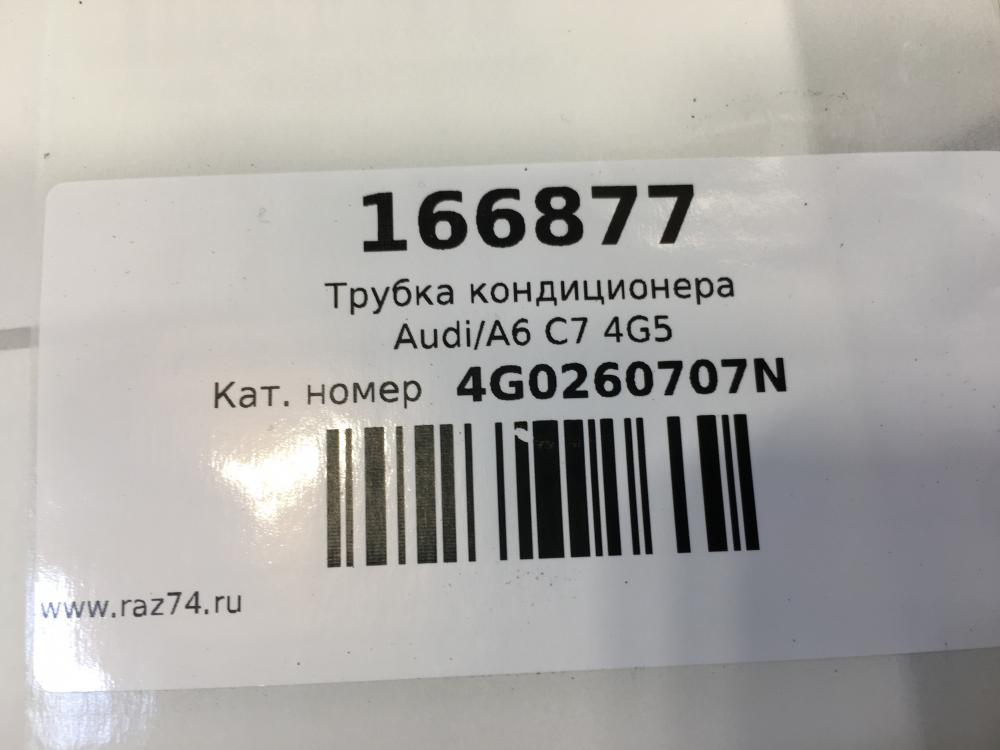 166877
Трубка кондиционера
Audi/A6 C7 4G5
Кат. номер 4G0260707N
www.raz74.ru